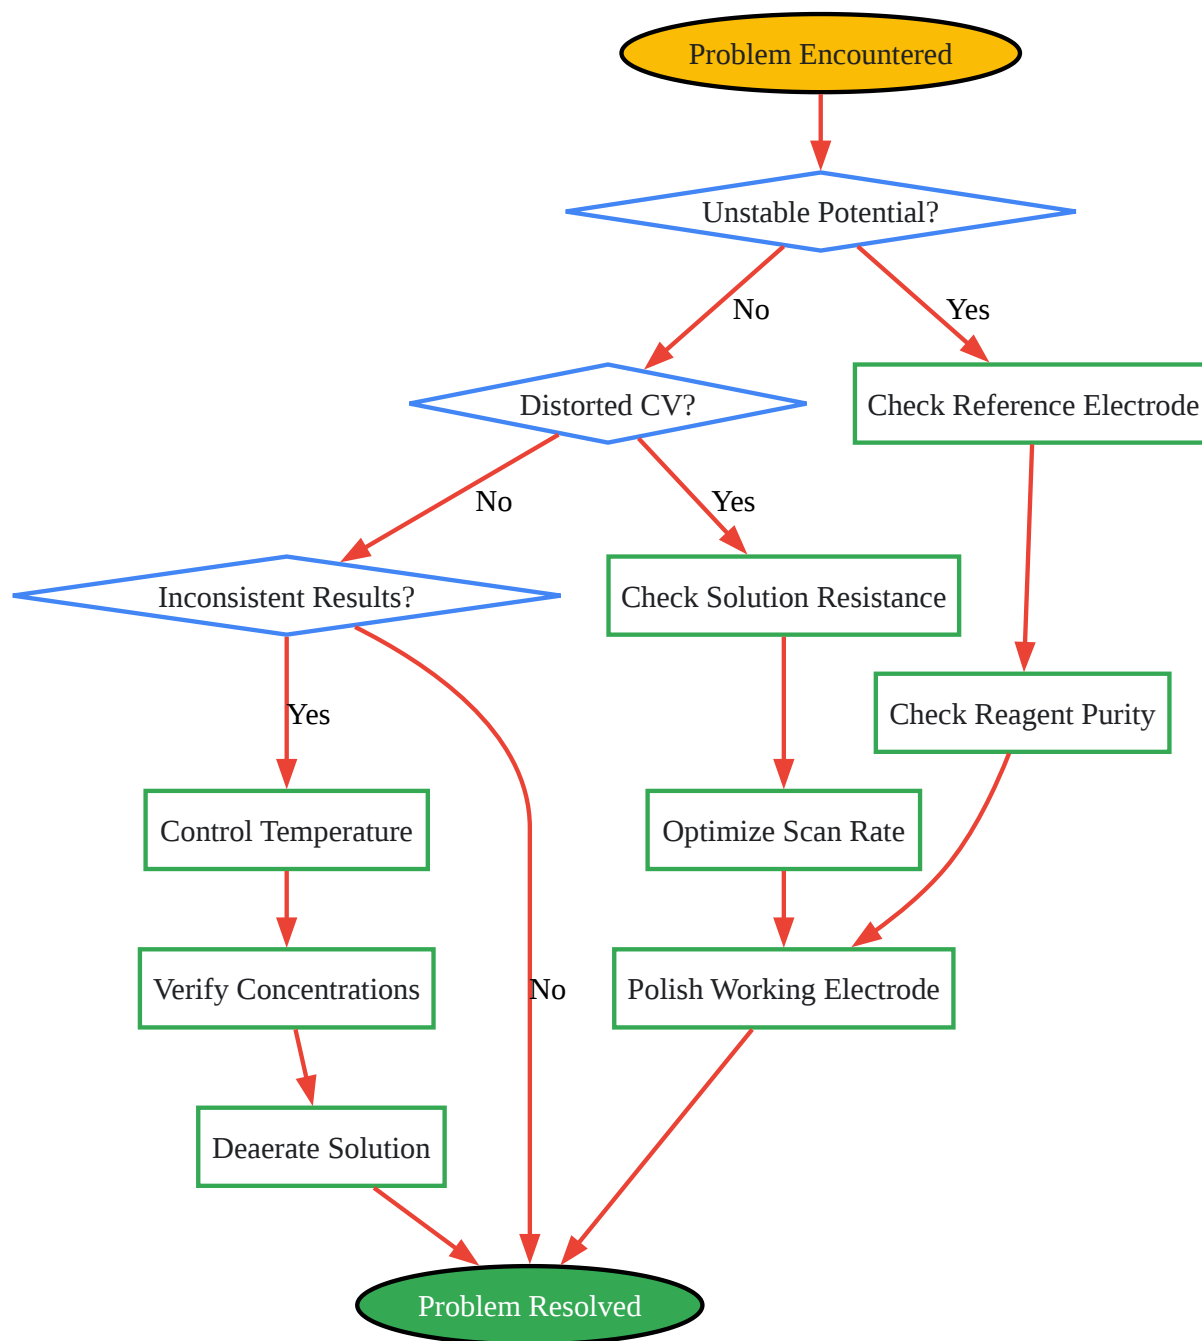 Problem Encountered
Unstable Potential?
No
Yes
Distorted CV?
Check Reference Electrode
No
Yes
Inconsistent Results?
Check Solution Resistance
Yes
Check Reagent Purity
Control Temperature
Optimize Scan Rate
Verify Concentrations
No
Polish Working Electrode
Deaerate Solution
Problem Resolved